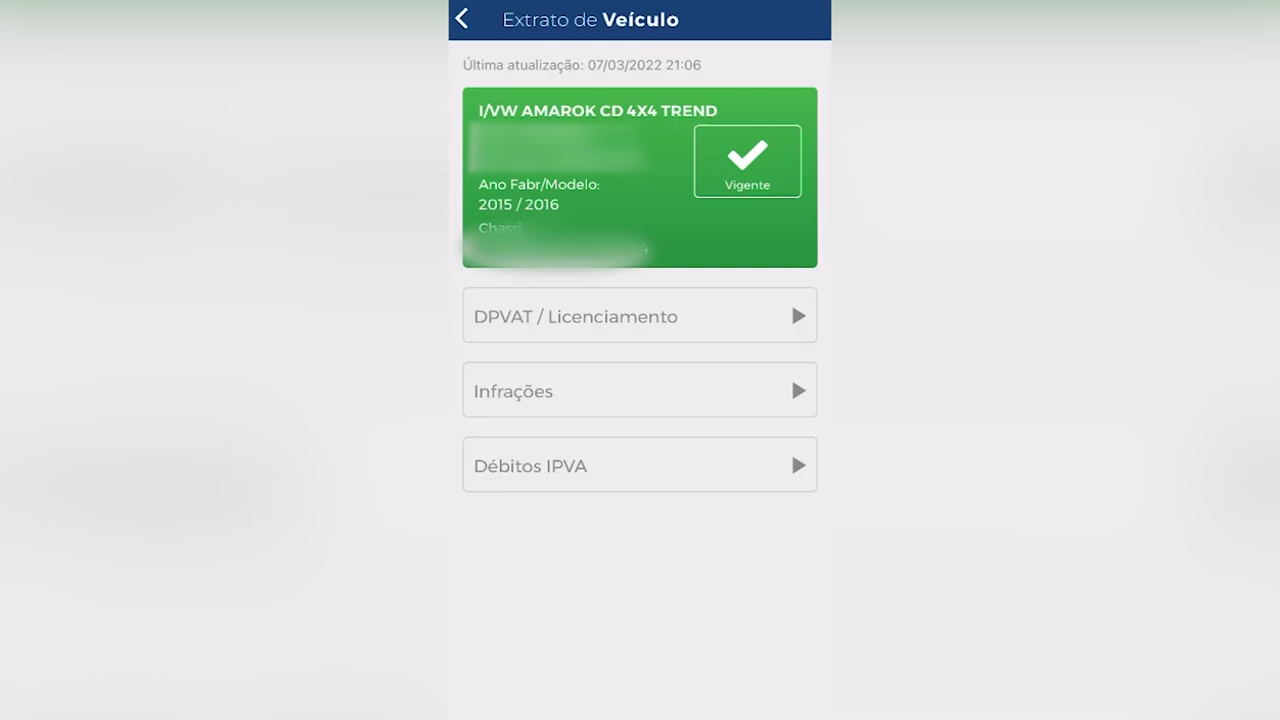 Extrato de Veículo
Última atualização: 07/03/2022 21:06
I/VW AMAROK CD 4X4 TREND
Vigente
Ano Fabr/Modelo:
2015 / 2016
Chassi
DPVAT / Licenciamento
Infrações
Débitos IPVA